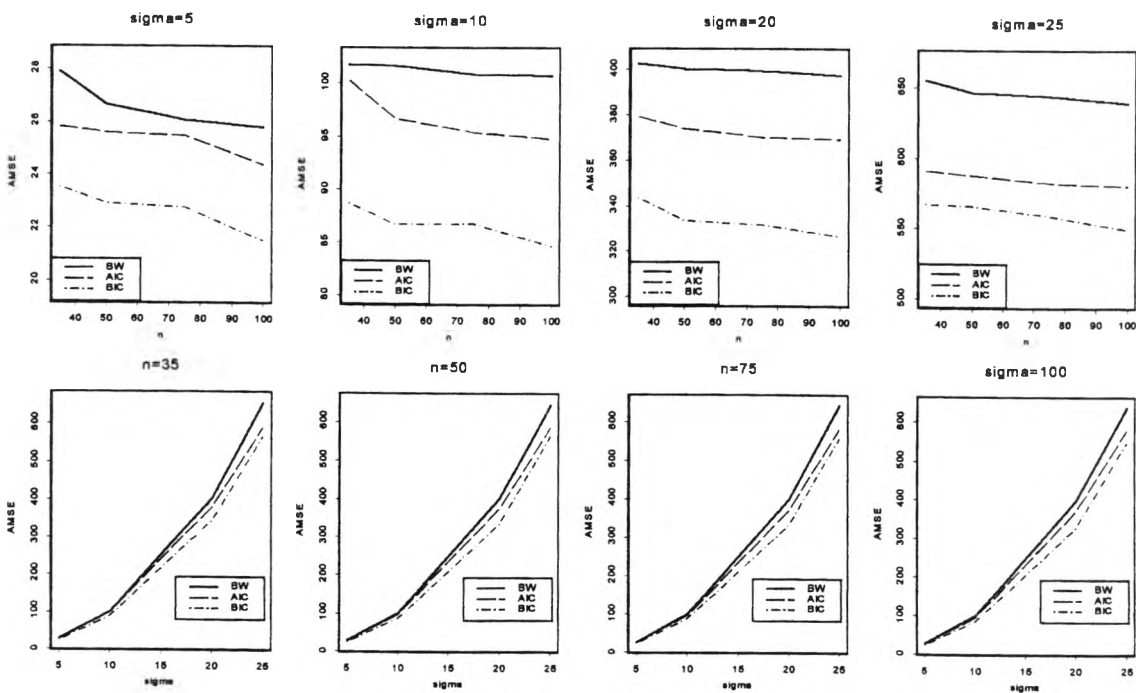 sigma=5
AMSE
28
26
24
22
20
BW
AIC
BIC
40 50 60 70 80 90 100
n
sigma=10
AMSE
100
95
90
85
80
BW
AIC
BIC
40 50 60 70 80 90 100
n
sigma=20
AMSE
400
380
360
340
320
300
BW
AIC
BIC
40 50 60 70 80 90 100
n
sigma=25
AMSE
650
600
550
500
BW
AIC
BIC
40 50 60 70 80 90 100
n
n=35
AMSE
600
500
400
300
200
100
0
BW
AIC
BIC
5 10 15 20 25
sigma
n=50
AMSE
600
500
400
300
200
100
0
BW
AIC
BIC
5 10 15 20 25
sigma
n=75
AMSE
600
500
400
300
200
100
0
BW
AIC
BIC
5 10 15 20 25
sigma
sigma=100
AMSE
600
500
400
300
200
100
0
BW
AIC
BIC
5 10 15 20 25
sigma